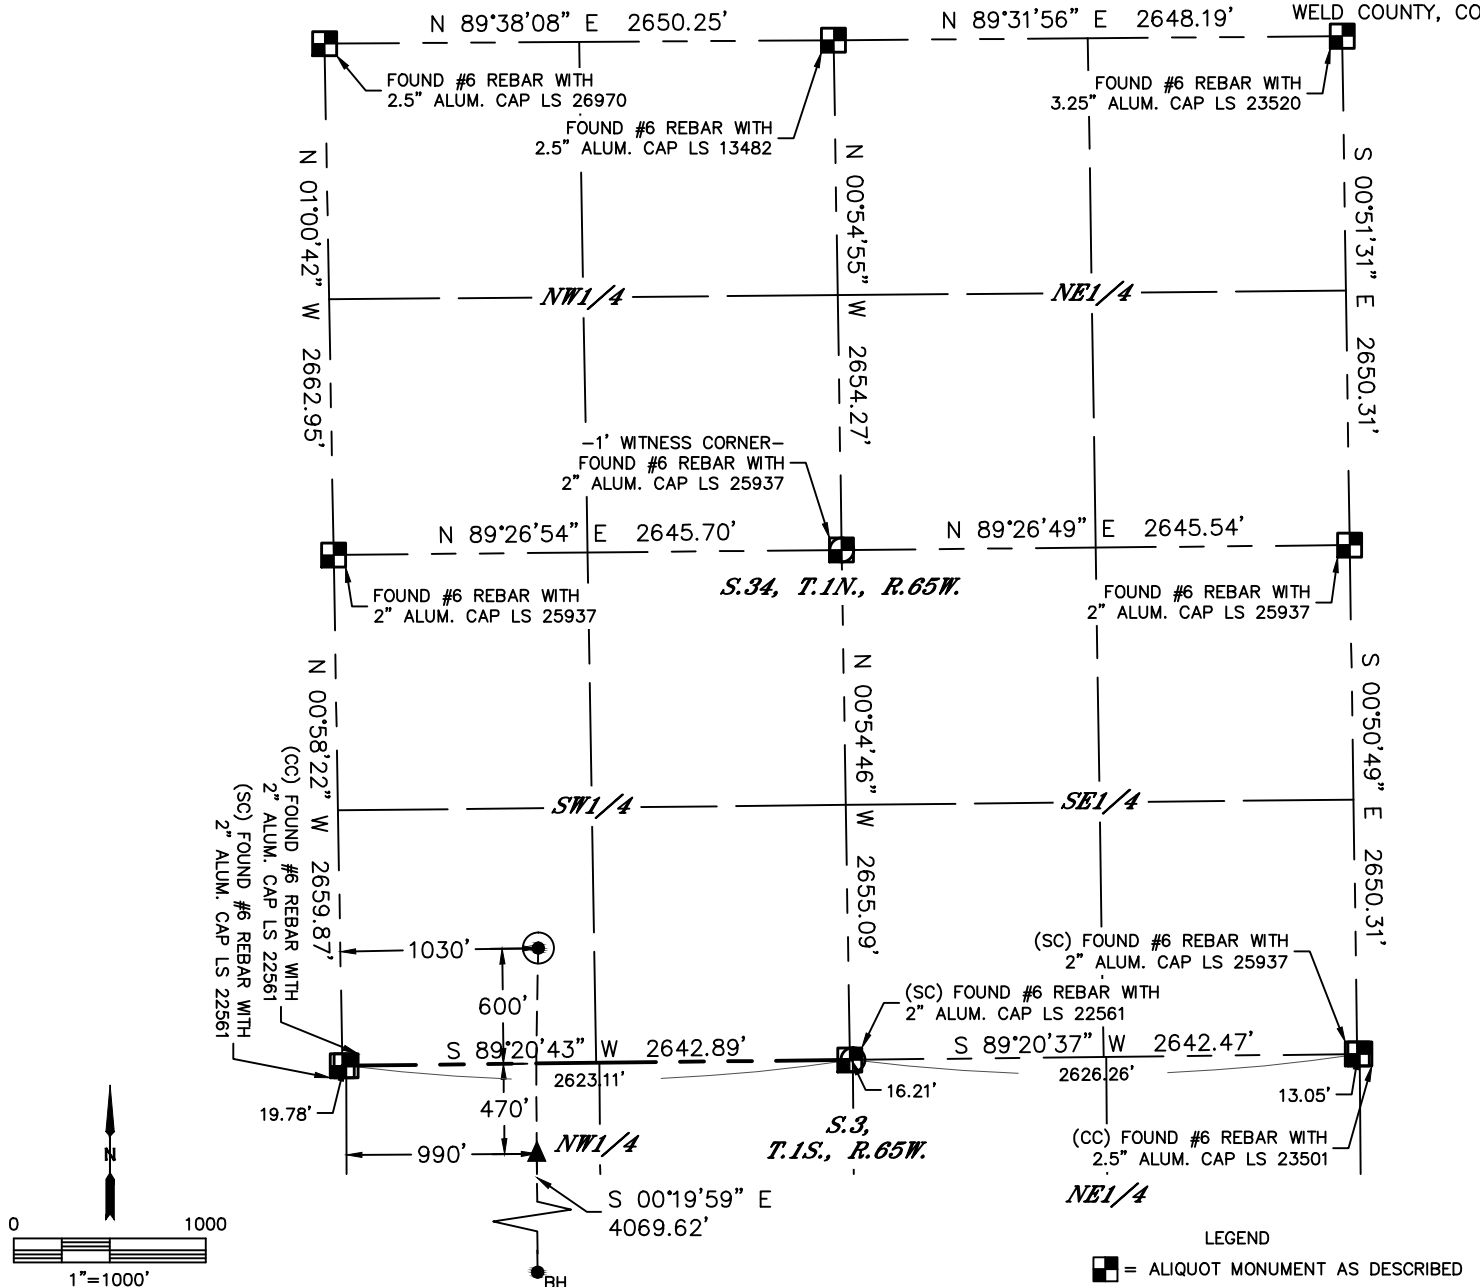 WELD COUNTY, CO
N 89°38'08" E 2650.25'
N 89°31'56" E 2648.19'
FOUND #6 REBAR WITH
2.5" ALUM. CAP LS 26970
FOUND #6 REBAR WITH
2.5" ALUM. CAP LS 13482
FOUND #6 REBAR WITH
3.25" ALUM. CAP LS 23520
N 01°00'42" W 2662.95'
N 00°54'55" W 2654.27'
S 00°51'31" E 2650.31'
NW1/4
NE1/4
-1' WITNESS CORNER-
FOUND #6 REBAR WITH
2" ALUM. CAP LS 25937
N 89°26'54" E 2645.70'
N 89°26'49" E 2645.54'
S.34, T.1N., R.65W.
FOUND #6 REBAR WITH
2" ALUM. CAP LS 25937
FOUND #6 REBAR WITH
2" ALUM. CAP LS 25937
N 00°58'22" W 2659.87'
N 00°54'46" W 2655.09'
S 00°50'49" E 2650.31'
(CC) FOUND #6 REBAR WITH
2" ALUM. CAP LS 22561
(SC) FOUND #6 REBAR WITH
2" ALUM. CAP LS 22561
SW1/4
SE1/4
1030'
600'
(SC) FOUND #6 REBAR WITH
2" ALUM. CAP LS 25937
(SC) FOUND #6 REBAR WITH
2" ALUM. CAP LS 22561
S 89°20'43" W 2642.89'
S 89°20'37" W 2642.47'
2623.11'
2626.26'
19.78'
16.21'
13.05'
470'
990'
NW1/4
S.3,
T.1S., R.65W.
(CC) FOUND #6 REBAR WITH
2.5" ALUM. CAP LS 23501
NE1/4
S 00°19'59" E
4069.62'
BH
N
0 1000
1"=1000'
LEGEND
= ALIQUOT MONUMENT AS DESCRIBED